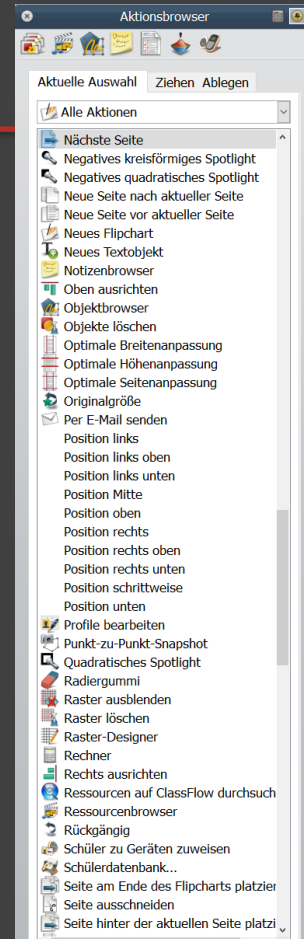 Aktionsbrowser
Aktuelle Auswahl
Ziehen Ablegen
Alle Aktionen
Nächste Seite
Negatives kreisförmiges Spotlight
Negatives quadratisches Spotlight
Neue Seite nach aktueller Seite
Neue Seite vor aktueller Seite
Neues Flipchart
Neues Textobjekt
Notizenbrowser
Oben ausrichten
Objektbrowser
Objekte löschen
Optimale Breitenanpassung
Optimale Höhenanpassung
Optimale Seitenanpassung
Originalgröße
Per E-Mail senden
Position links
Position links oben
Position links unten
Position Mitte
Position oben
Position rechts
Position rechts oben
Position rechts unten
Position schrittweise
Position unten
Profile bearbeiten
Punkt-zu-Punkt-Snapshot
Quadratisches Spotlight
Radiergummi
Raster ausblenden
Raster löschen
Raster-Designer
Rechner
Rechts ausrichten
Ressourcen auf ClassFlow durchsuch
Ressourcenbrowser
Rückgängig
Schüler zu Geräten zuweisen
Schülerdatenbank...
Seite am Ende des Flipcharts platzier
Seite ausschneiden
Seite hinter der aktuellen Seite platzi